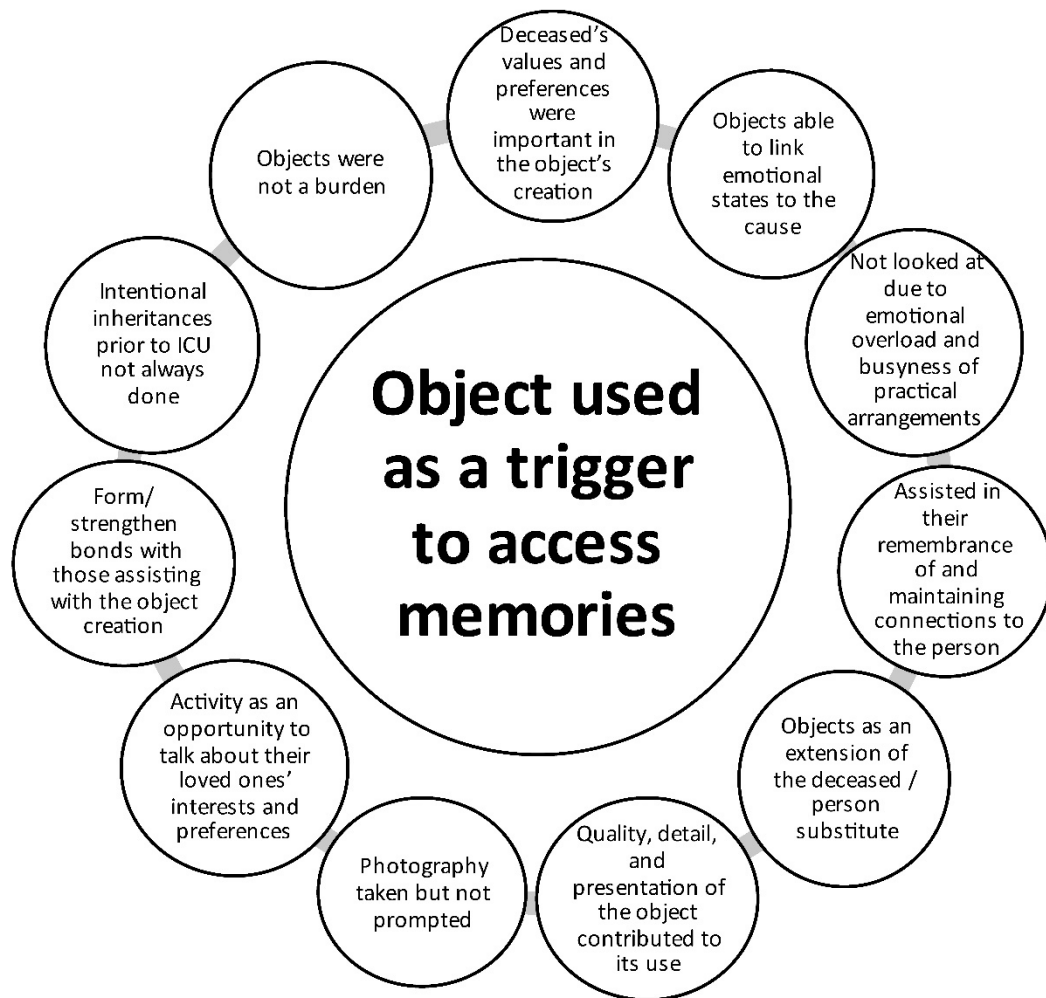 Deceased's
values and
preferences
were
important in
the object's
creation
Objects able
to link
emotional
states to the
cause
Not looked at
due to
emotional
overload and
busyness of
practical
arrangements
Assisted in
their
remembrance
of and
maintaining
connections to
the person
Objects as an
extension of
the deceased /
person
substitute
Quality, detail,
and
presentation of
the object
contributed to
its use
Photography
taken but not
prompted
Activity as an
opportunity to
talk about their
loved ones'
interests and
preferences
Form/
strengthen
bonds with
those assisting
with the object
creation
Intentional
inheritances
prior to ICU
not always
done
Objects were
not a burden
Object used
as a trigger
to access
memories